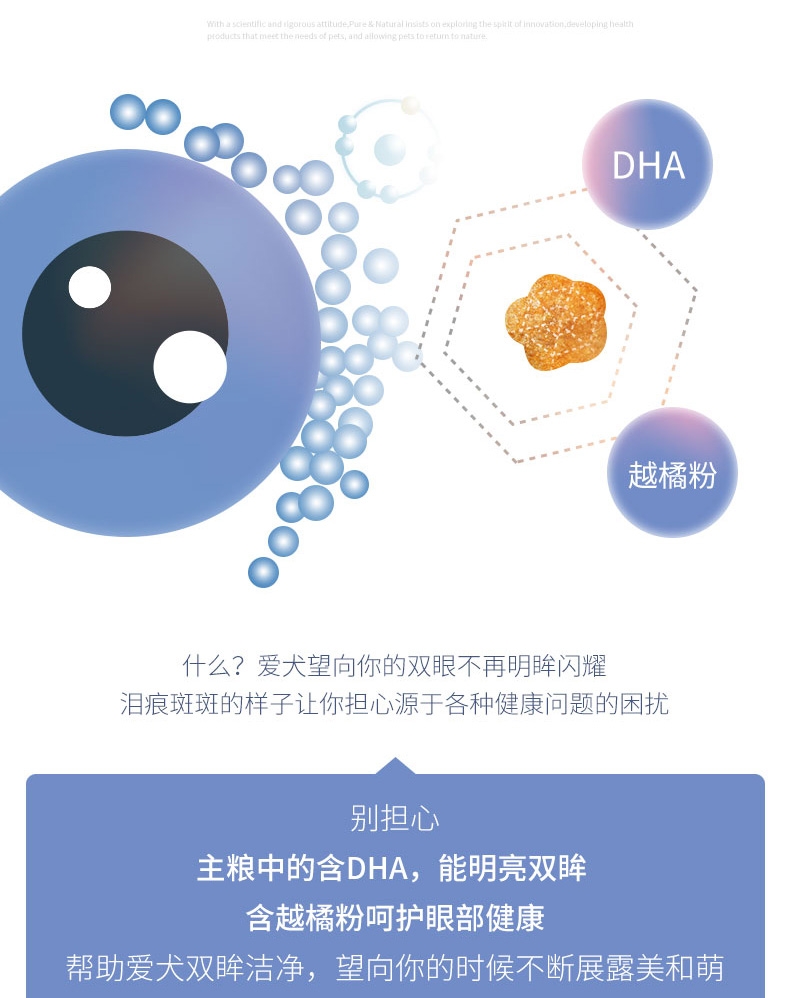 With a scientific and rigorous attitude,Pure & Natural insists on exploring the spirit of innovation,developing health
products that meet the needs of pets, and allowing pets to return to nature.
DHA
越橘粉
什么？爱犬望向你的双眼不再明眸闪耀
泪痕斑斑的样子让你担心源于各种健康问题的困扰
别担心
主粮中的含DHA，能明亮双眸
含越橘粉呵护眼部健康
帮助爱犬双眸洁净，望向你的时候不断展露美和萌